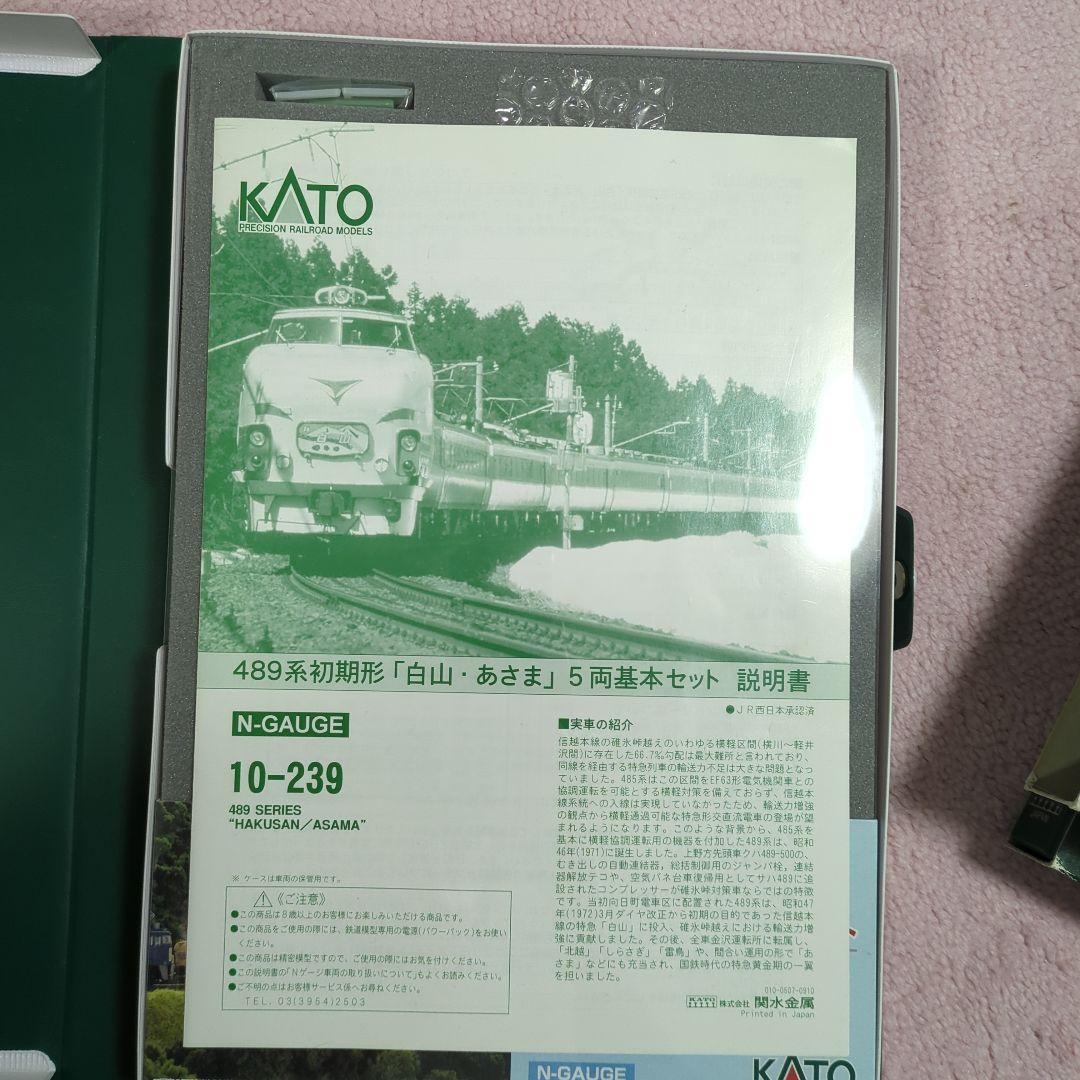 KATO
PRECISION RAILROAD MODELS
489系初期形「白山・あさま」5両基本セット 説明書
●JR西日本承認済
N-GAUGE
10-239
489 SERIES
“HAKUSAN／ASAMA”
※ ケースは車両の保管用です。
《ご注意》
●この商品は8歳以上のお客様にお楽しみいただける商品です。
●この商品をご使用の際には、鉄道模型専用の電源(パワーパック)をお使い
ください。
●この商品は精密模型ですので、ご使用の際にはお気を付けください。
●この説明書の「Nゲージ車両の取り扱いについて」もよくお読みください。
●ご不明の点はお客様サービス係へお尋ねください。
TEL. 03(3954)2503
■実車の紹介
信越本線の碓氷峠越えのいわゆる横軽区間(横川～軽井
沢間)に存在した66.7‰勾配は最大難所と言われており、
同線を経由する特急列車の輸送力不足は大きな問題となっ
ていました。485系はこの区間をEF63形電気機関車との
協調運転を可能とする横軽対策を備えておらず、信越本
線系統への入線は実現していなかったため、輸送力増強
の観点から横軽通過可能な特急形交直流電車の登場が望
まれるようになります。このような背景から、485系を
基本に横軽協調運転用の機器を付加した489系は、昭和
46年(1971)に誕生しました。上野方先頭車クハ489-500の、
むき出しの自動連結器，総括制御用のジャンパ栓，連結
器解放テコや、空気バネ台車復帰用としてサハ489に追
設されたコンプレッサーが碓氷峠対策車ならではの特徴
です。当初向日町電車区に配置された489系は、昭和47
年(1972)3月ダイヤ改正から初期の目的であった信越本
線の特急「白山」に投入、碓氷峠越えにおける輸送力増
強に貢献しました。その後、全車金沢運転所に転属し、
「北越」「しらさぎ」「雷鳥」や、間合い運用の形で「あ
さま」などにも充当され、国鉄時代の特急黄金期の一翼
を担いました。
010-0607-0910
KATO 株式会社 関水金属
Printed in Japan
N-GAUGE
KATO